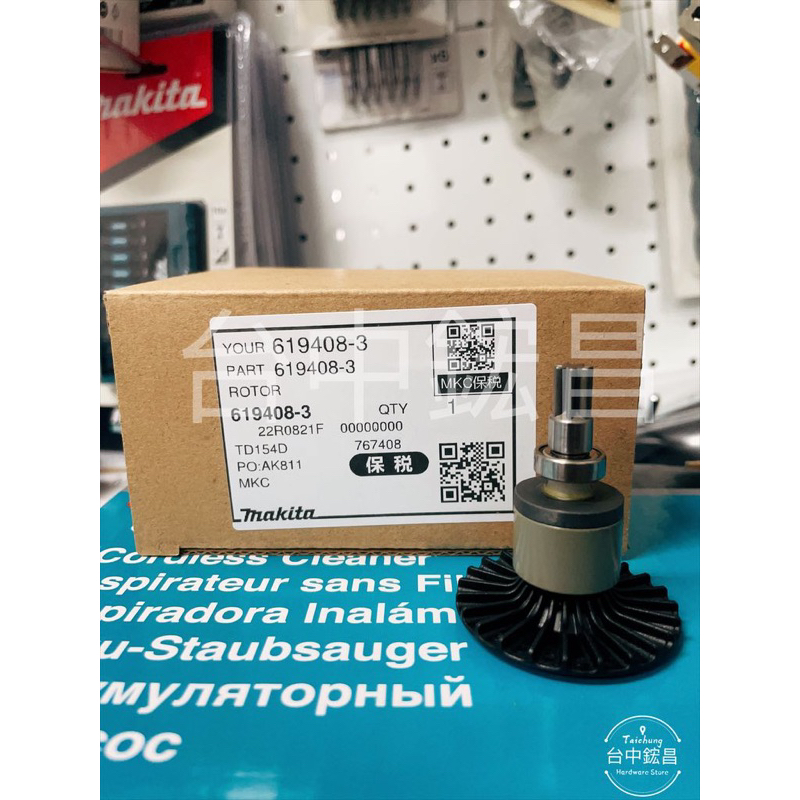 makita
YOUR 619408-3
PART 619408-3
ROTOR
MKC保税
619408-3 QTY 1
22R0821F 00000000
TD154D 767408
PO:AK811 保税
MKC
makita
台中鋐昌
Cordless Cleaner
spirateur sans Fil
piradora Inalám
u-Staubsauger
умуляторный
сос
Taichung
台中鋐昌
Hardware Store